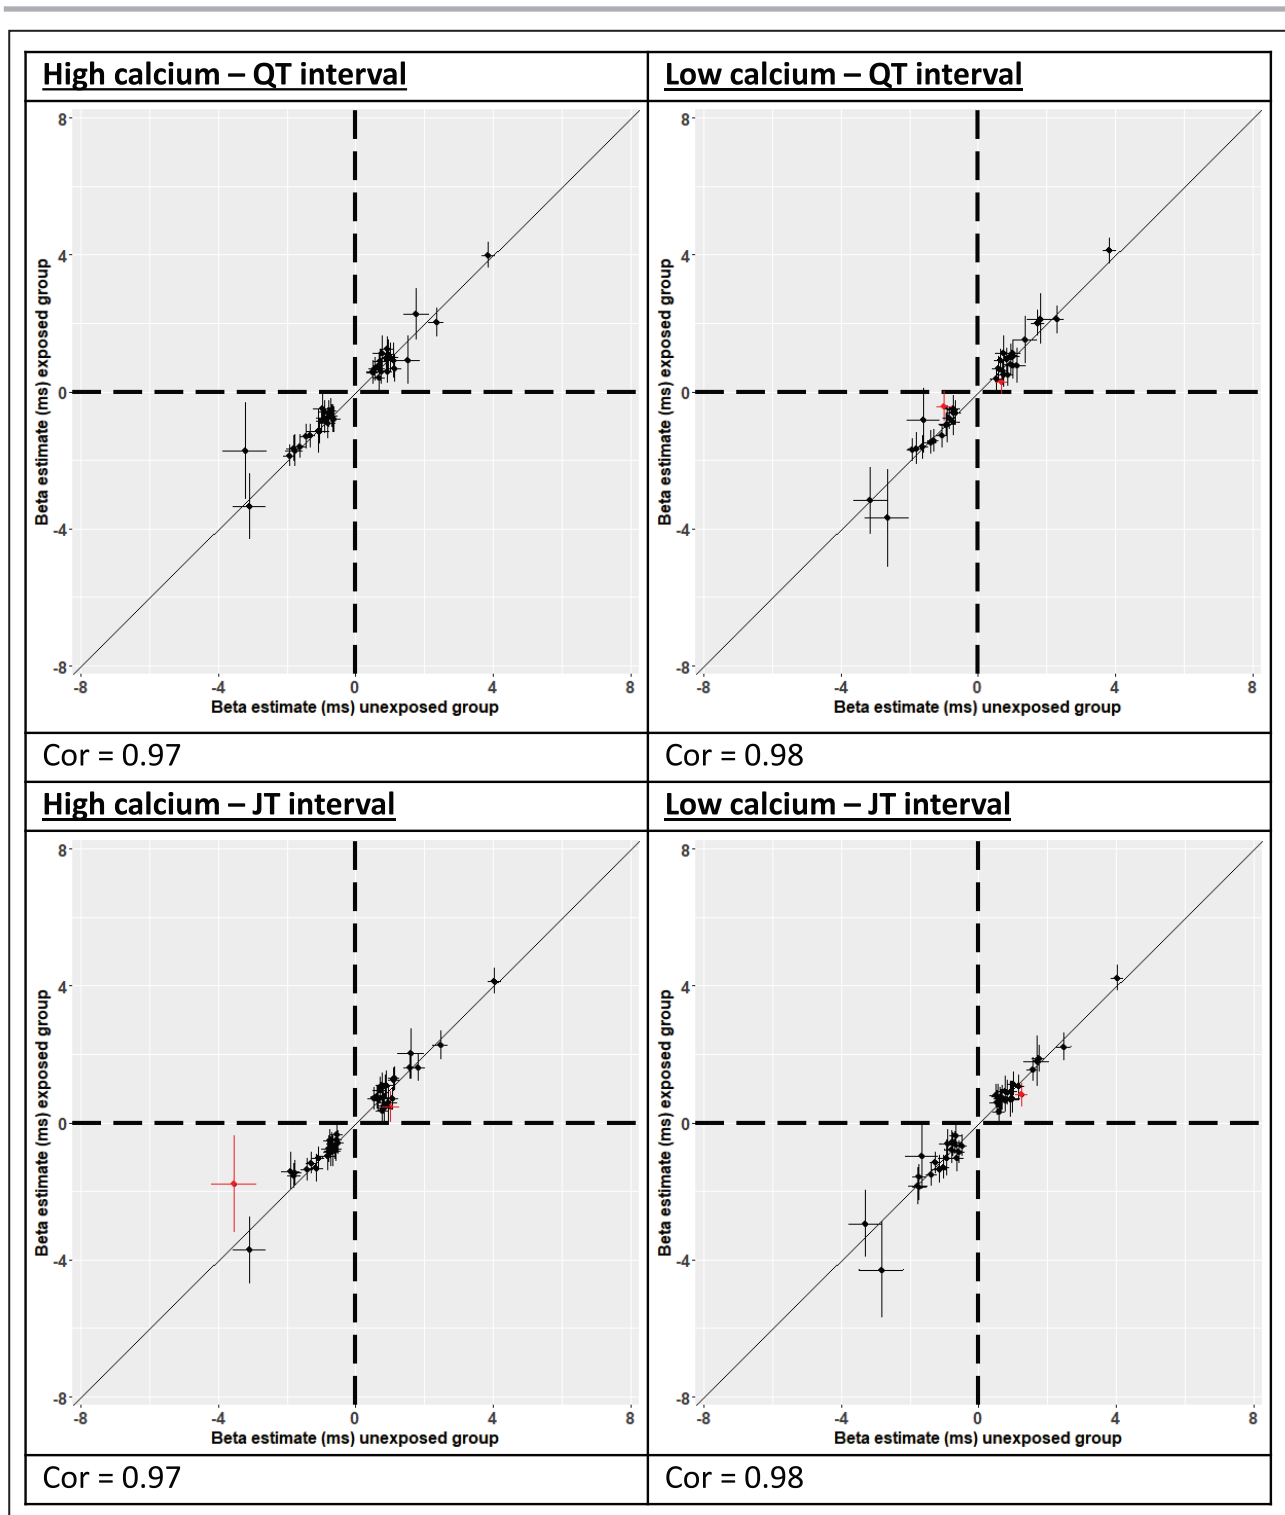 High calcium – QT interval
Low calcium – QT interval
8
4
0
-4
-8
Beta estimate (ms) exposed group
-8 -4 0 4 8
Beta estimate (ms) unexposed group
8
4
0
-4
-8
Beta estimate (ms) exposed group
-8 -4 0 4 8
Beta estimate (ms) unexposed group
Cor = 0.97
Cor = 0.98
High calcium – JT interval
Low calcium – JT interval
8
4
0
-4
-8
Beta estimate (ms) exposed group
-8 -4 0 4 8
Beta estimate (ms) unexposed group
8
4
0
-4
-8
Beta estimate (ms) exposed group
-8 -4 0 4 8
Beta estimate (ms) unexposed group
Cor = 0.97
Cor = 0.98